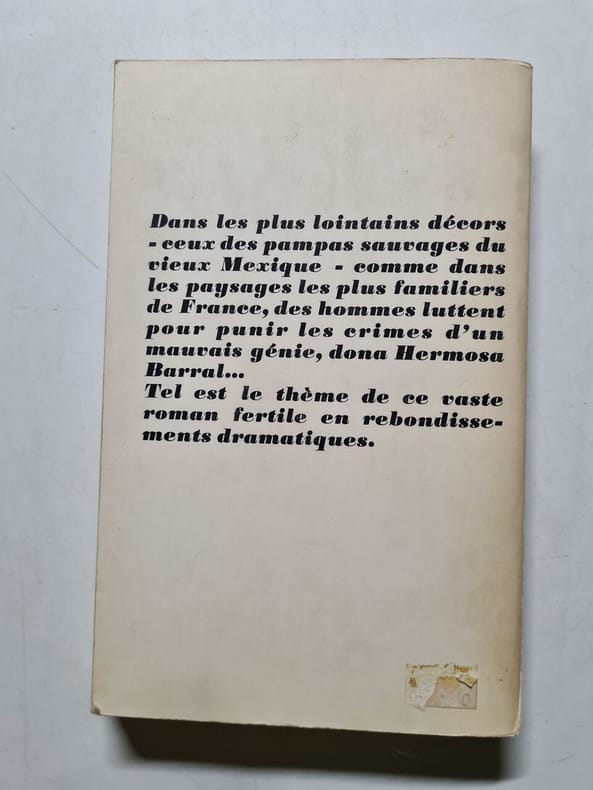 Dans les plus lointains décors
- ceux des pampas sauvages du
vieux Mexique - comme dans
les paysages les plus familiers
de France, des hommes luttent
pour punir les crimes d'un
mauvais génie, dona Hermosa
Barral...
Tel est le thème de ce vaste
roman fertile en rebondisse-
ments dramatiques.